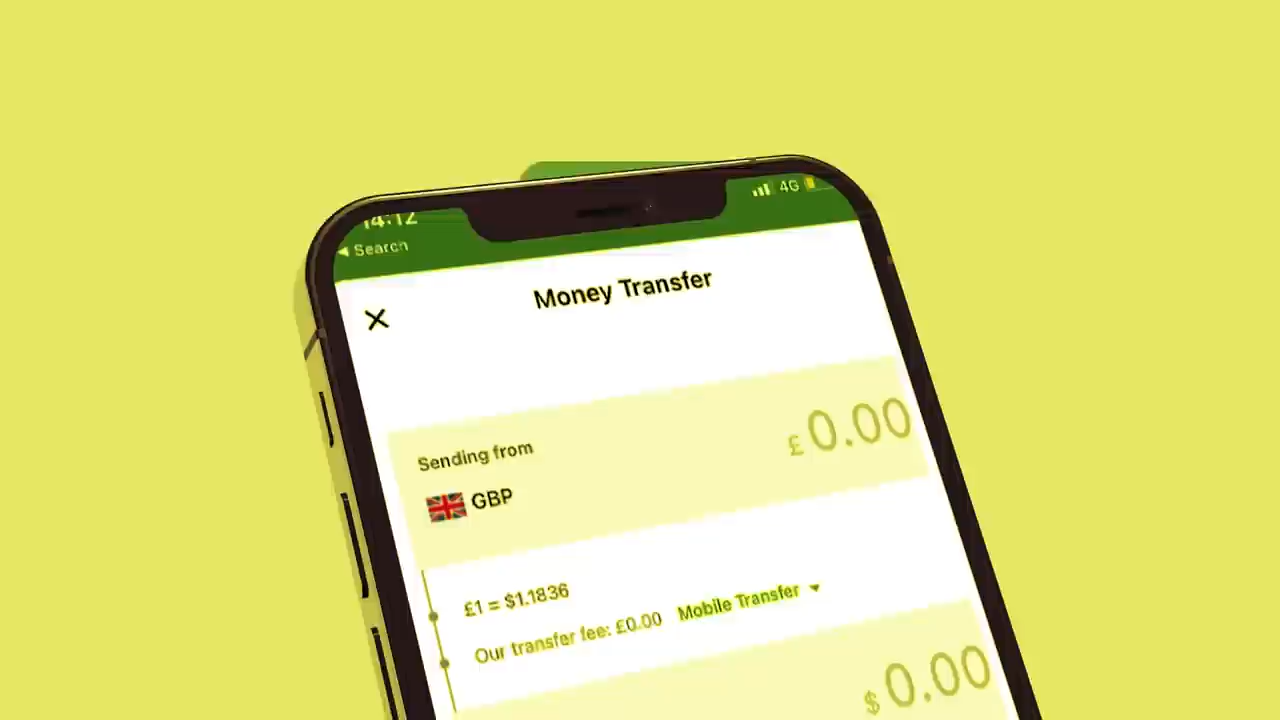 14:12
4G
◀ Search
Money Transfer
Sending from
£0.00
GBP
£1 = $1.1836
Our transfer fee: £0.00 Mobile Transfer
$0.00